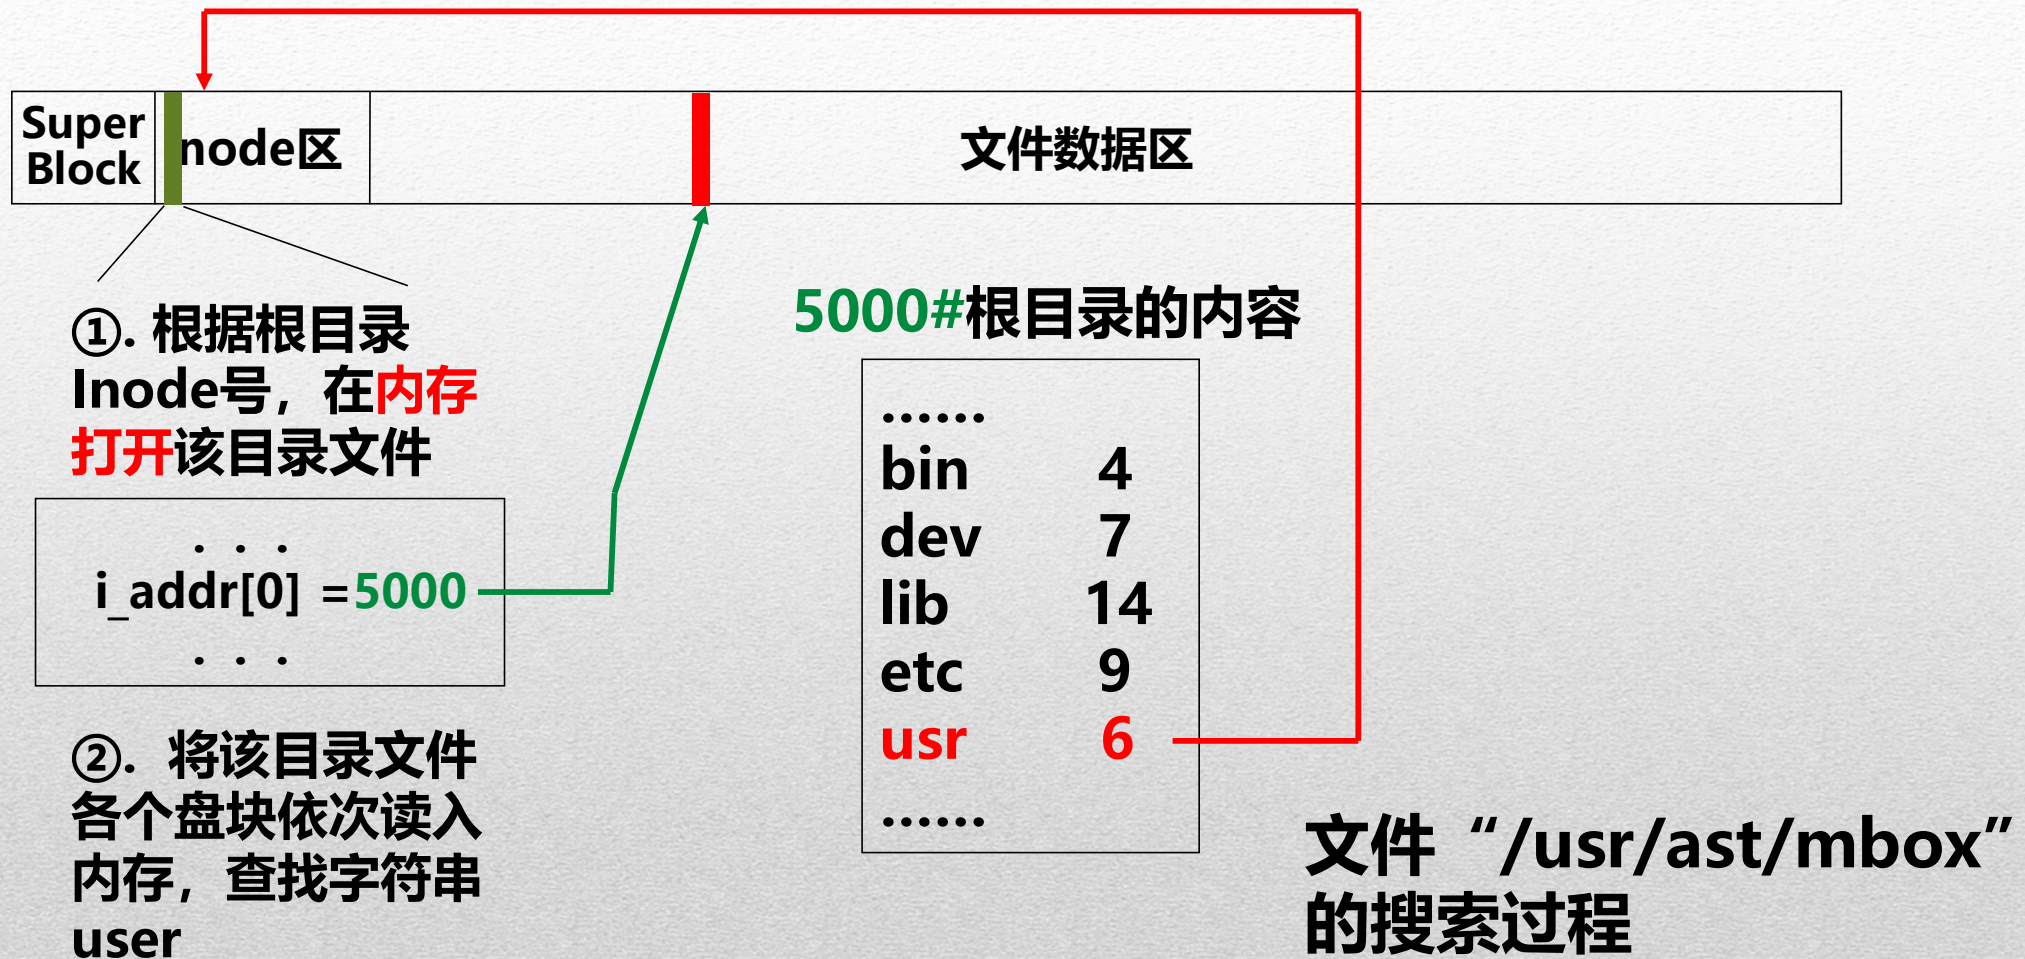 Super
Block
node区
文件数据区
①. 根据根目录
Inode号，在内存
打开该目录文件
. . .
i_addr[0] =5000
. . .
②. 将该目录文件
各个盘块依次读入
内存，查找字符串
user
5000#根目录的内容
……
bin 4
dev 7
lib 14
etc 9
usr 6
……
文件“/usr/ast/mbox”
的搜索过程